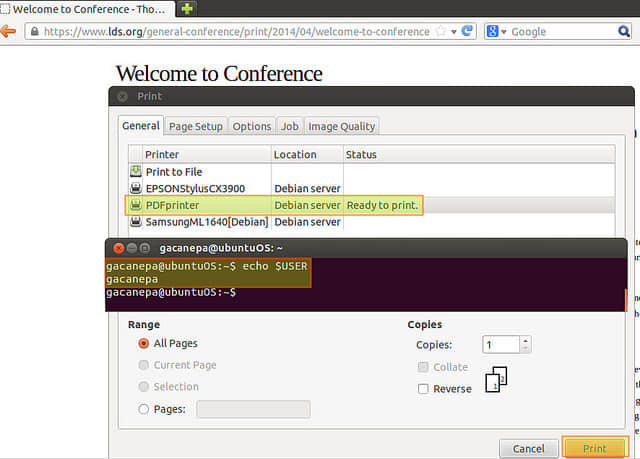 Welcome to Conference - Tho...
https://www.lds.org/general-conference/print/2014/04/welcome-to-conference
Google
Welcome to Conference
Print
General Page Setup Options Job Image Quality
Printer Location Status
Print to File
EPSONStylusCX3900 Debian server
PDFprinter Debian server Ready to print.
SamsungML1640[Debian] Debian server
gacanepa@ubuntuOS: ~
gacanepa@ubuntuOS:~$ echo $USER
gacanepa
gacanepa@ubuntuOS:~$
Range Copies
All Pages Copies: 1
Current Page Collate
Selection Reverse
Pages:
Cancel Print